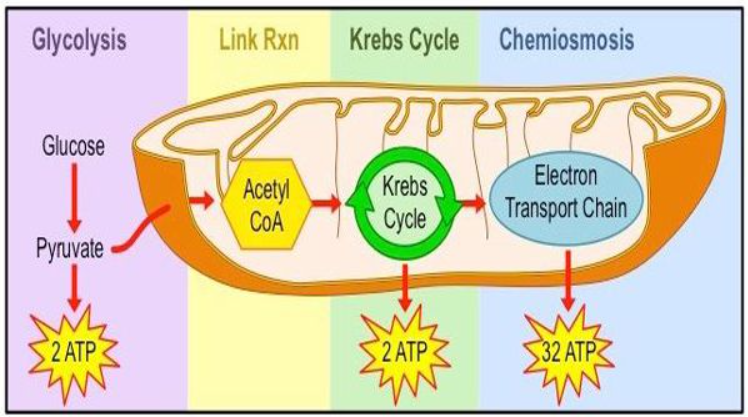 Glycolysis
Link Rxn
Krebs Cycle
Chemiosmosis
Glucose
Pyruvate
Acetyl
CoA
Krebs
Cycle
Electron
Transport Chain
2 ATP
2 ATP
32 ATP